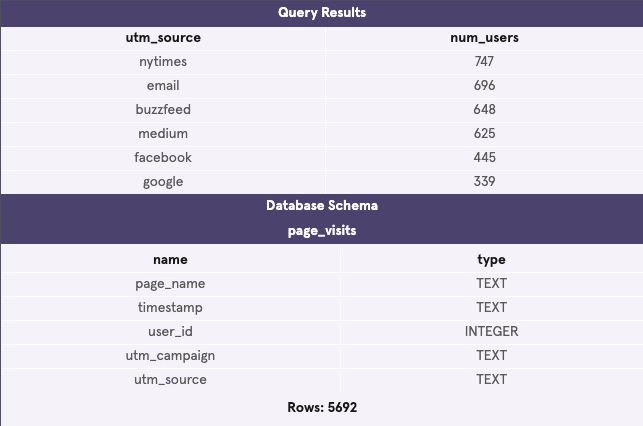 Query Results
utm_source num_users
nytimes 747
email 696
buzzfeed 648
medium 625
facebook 445
google 339
Database Schema
page_visits
name type
page_name TEXT
timestamp TEXT
user_id INTEGER
utm_campaign TEXT
utm_source TEXT
Rows: 5692